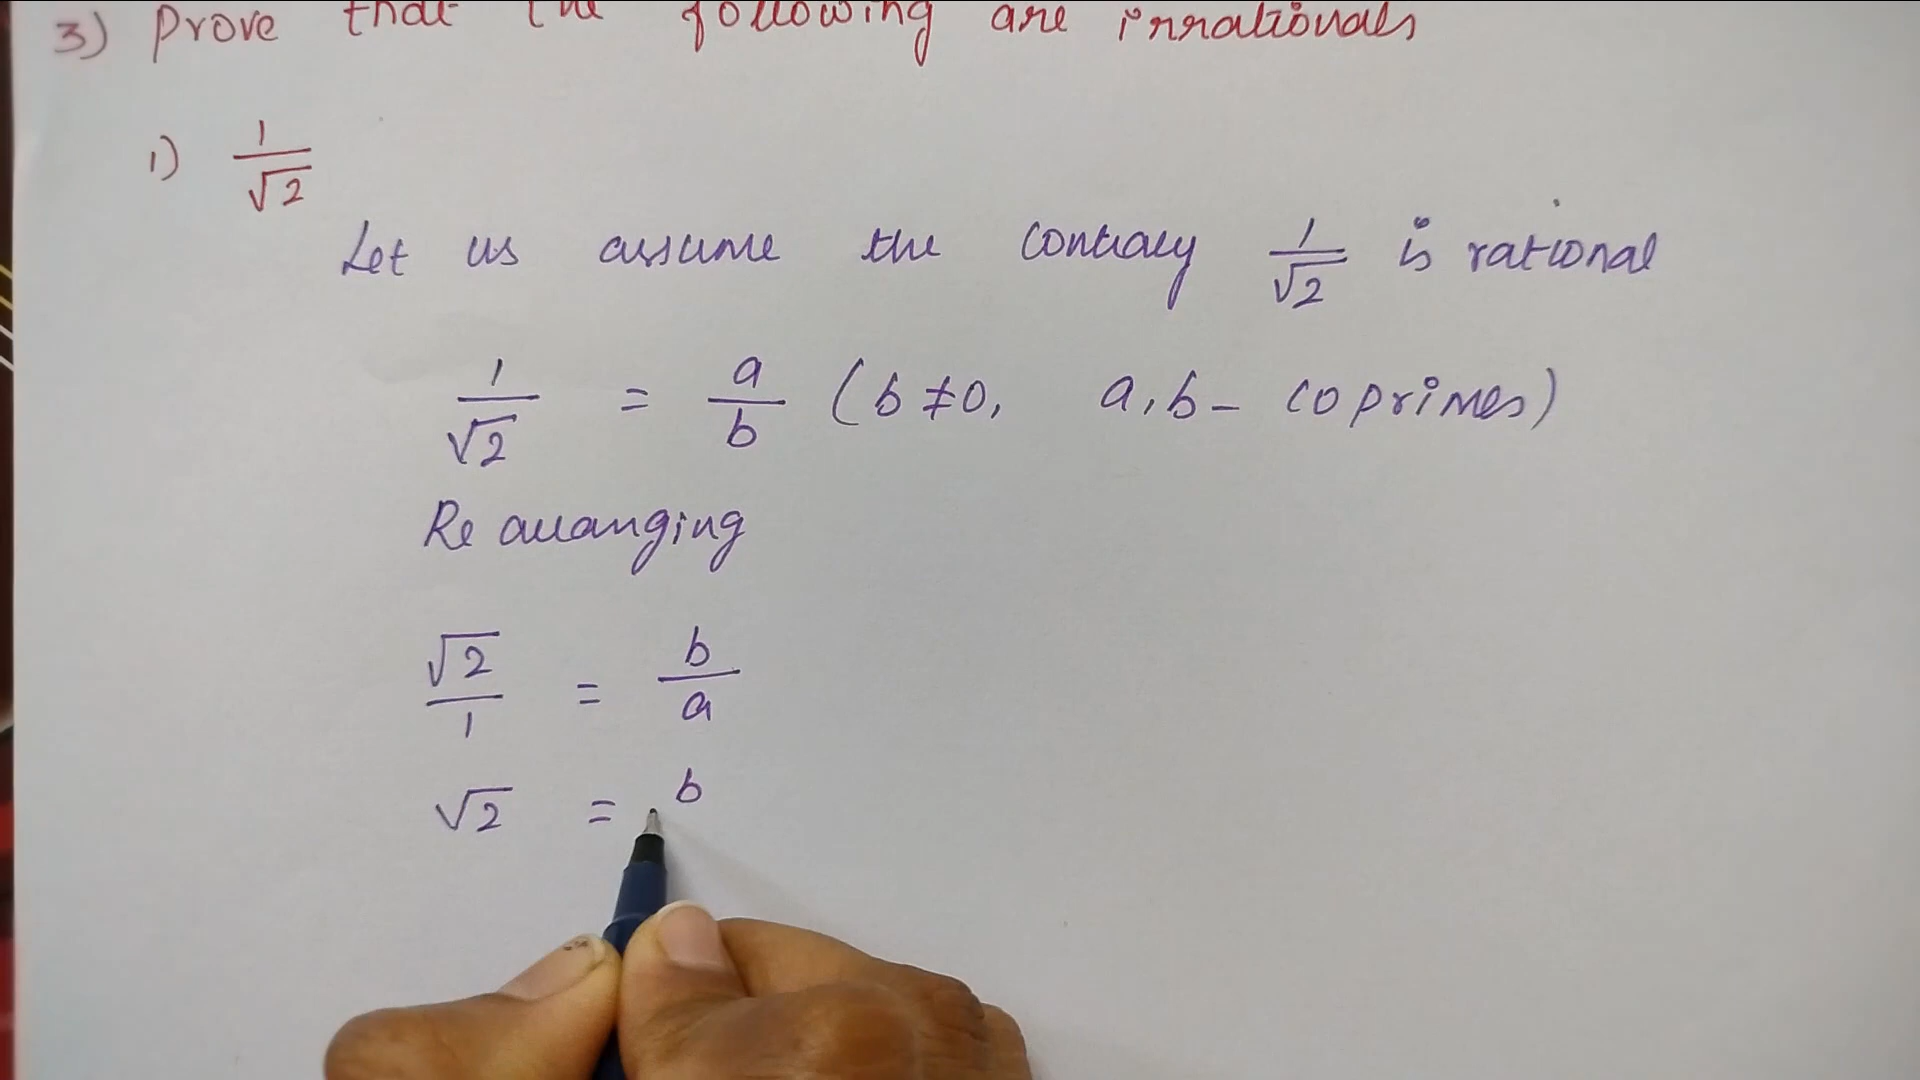 3) Prove that the following are irrationals
1) 1/√2
Let us assume the contrary 1/√2 is rational
1/√2 = a/b (b ≠ 0, a, b - coprimes)
Re arranging
√2/1 = b/a
√2 = b